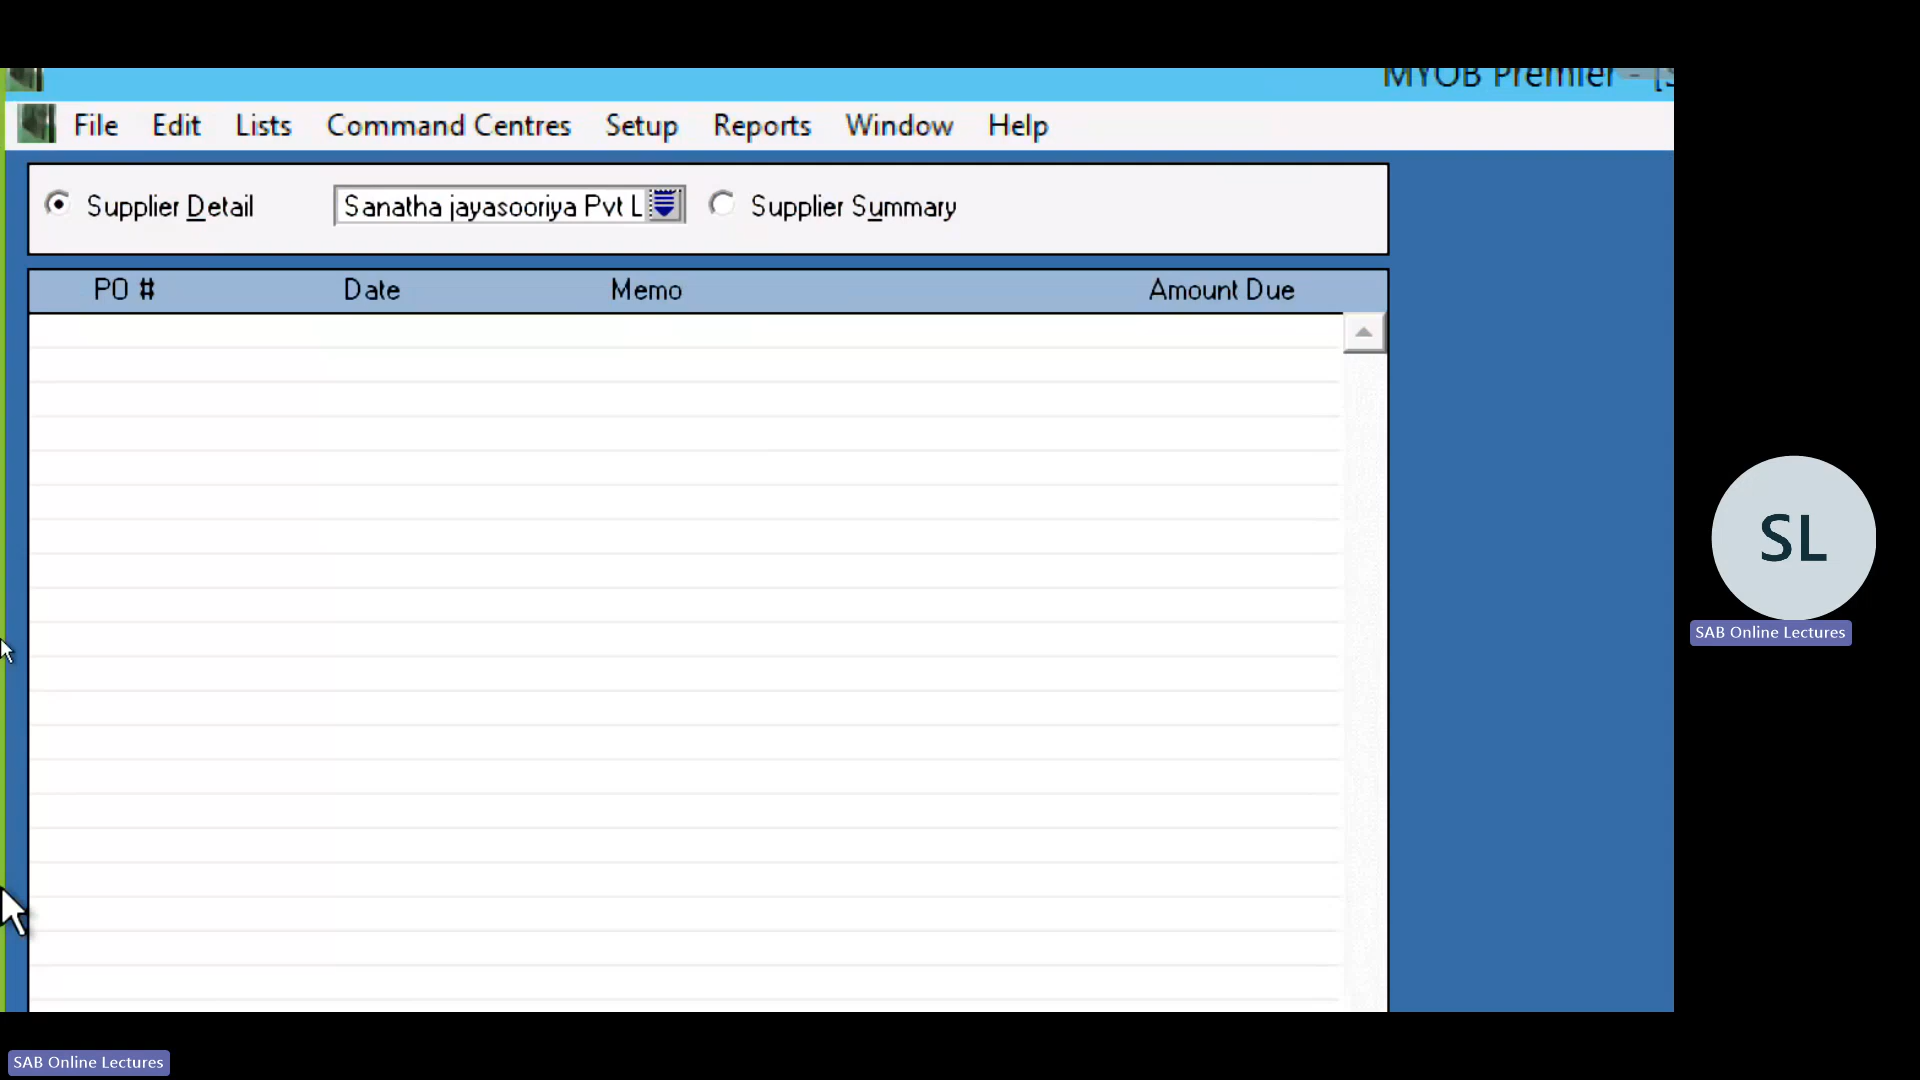 MYOB Premier - [S
File Edit Lists Command Centres Setup Reports Window Help
Supplier Detail Sanatha jayasooriya Pvt L Supplier Summary
PO # Date Memo Amount Due
SL
SAB Online Lectures
SAB Online Lectures